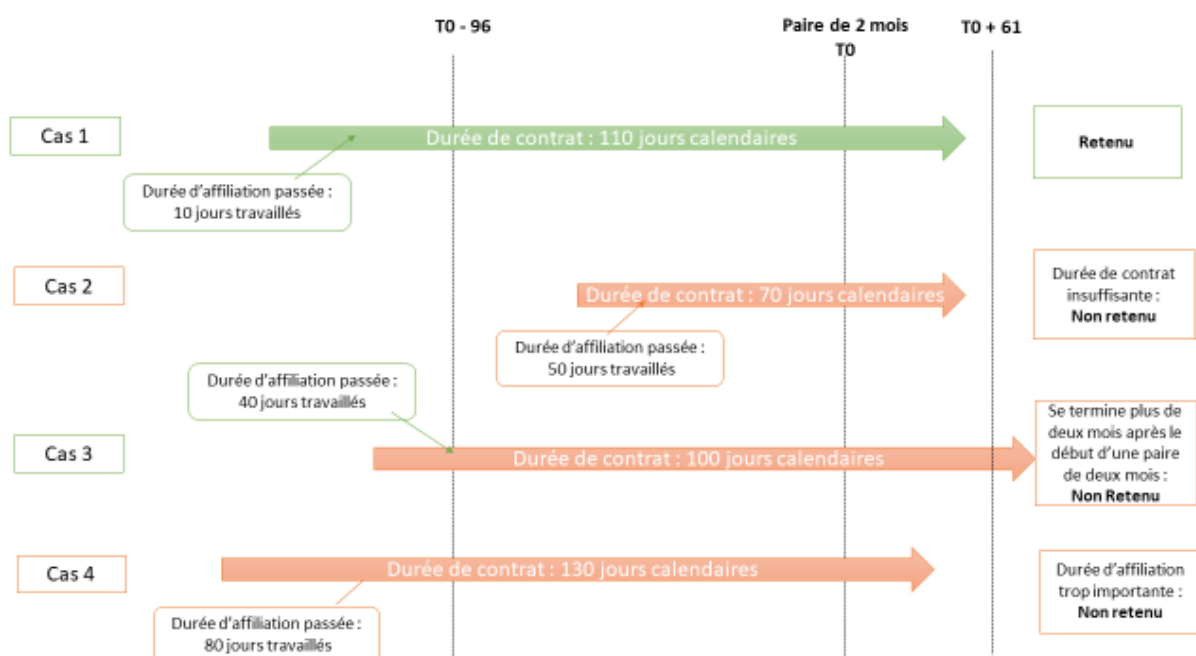 T0 - 96
Paire de 2 mois
T0
T0 + 61
Cas 1
Durée de contrat : 110 jours calendaires
Retenu
Durée d'affiliation passée :
10 jours travaillés
Cas 2
Durée de contrat : 70 jours calendaires
Durée de contrat
insuffisante :
Non retenu
Durée d'affiliation passée :
50 jours travaillés
Durée d'affiliation passée :
40 jours travaillés
Cas 3
Durée de contrat : 100 jours calendaires
Se termine plus de
deux mois après le
début d'une paire
de deux mois :
Non Retenu
Cas 4
Durée de contrat : 130 jours calendaires
Durée d'affiliation
trop importante :
Non retenu
Durée d'affiliation passée :
80 jours travaillés